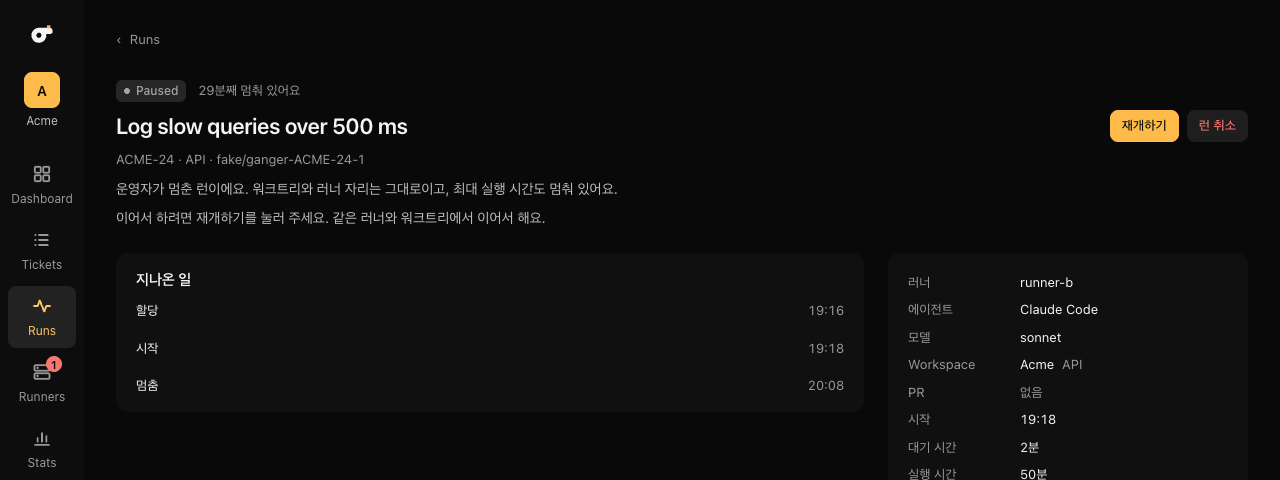 ‹ Runs
A
Acme
Dashboard
Tickets
Runs
1
Runners
Stats
Paused 29분째 멈춰 있어요
Log slow queries over 500 ms
재개하기 런 취소
ACME-24 · API · fake/ganger-ACME-24-1
운영자가 멈춘 런이에요. 워크트리와 러너 자리는 그대로이고, 최대 실행 시간도 멈춰 있어요.
이어서 하려면 재개하기를 눌러 주세요. 같은 러너와 워크트리에서 이어서 해요.
지나온 일
할당 19:16
시작 19:18
멈춤 20:08
러너 runner-b
에이전트 Claude Code
모델 sonnet
Workspace Acme API
PR 없음
시작 19:18
대기 시간 2분
실행 시간 50분